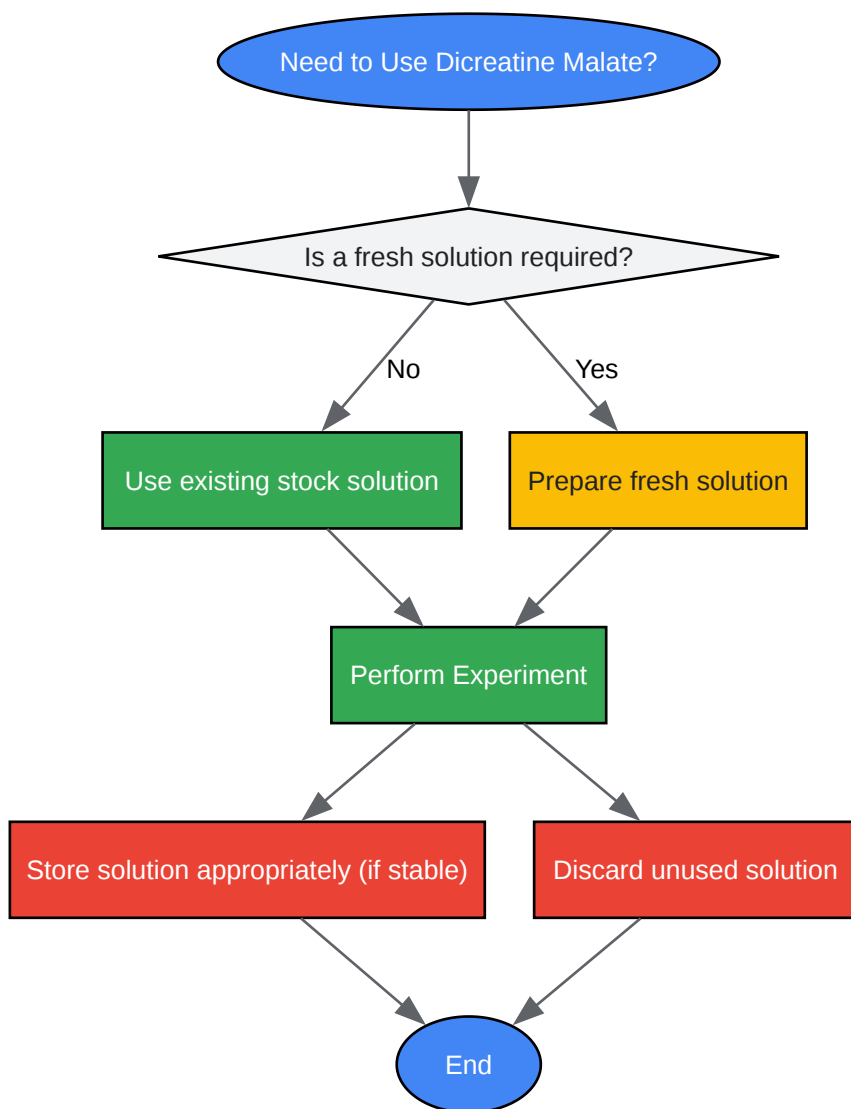 Need to Use Dicreatine Malate?
Is a fresh solution required?
No
Yes
Use existing stock solution
Prepare fresh solution
Perform Experiment
Store solution appropriately (if stable)
Discard unused solution
End